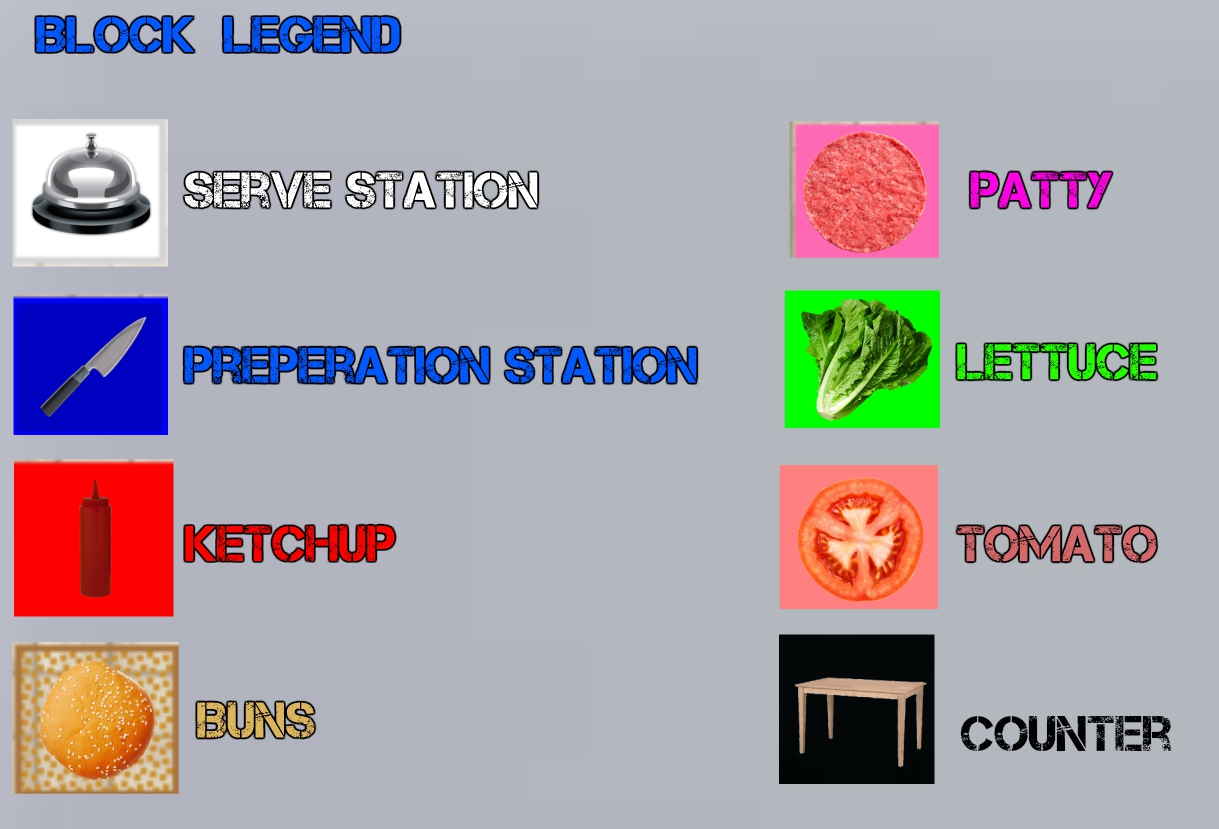 BLOCK LEGEND
SERVE STATION
PATTY
PREPERATION STATION
LETTUCE
KETCHUP
TOMATO
BUNS
COUNTER